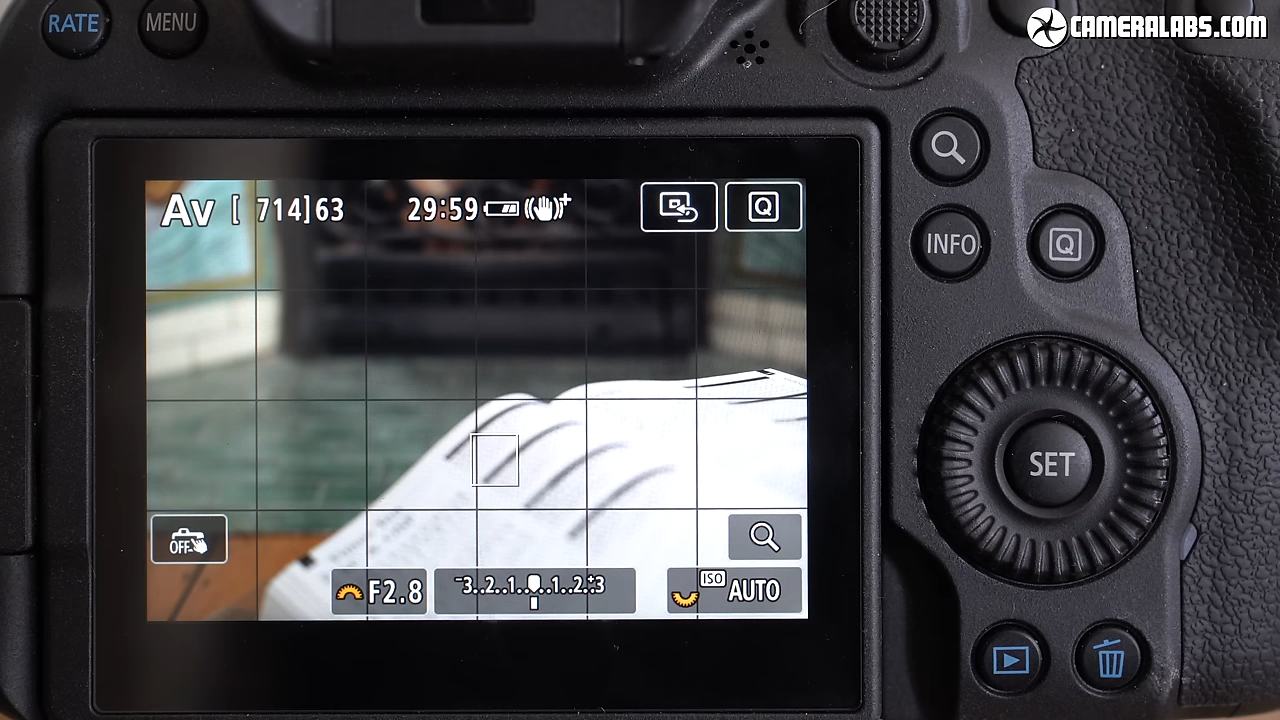 RATE
MENU
CAMERALABS.COM
Av [ 714]63
29:59
Q
INFO
Q
SET
OFF
F2.8
-3..2..1..0..1..2..+3
ISO AUTO